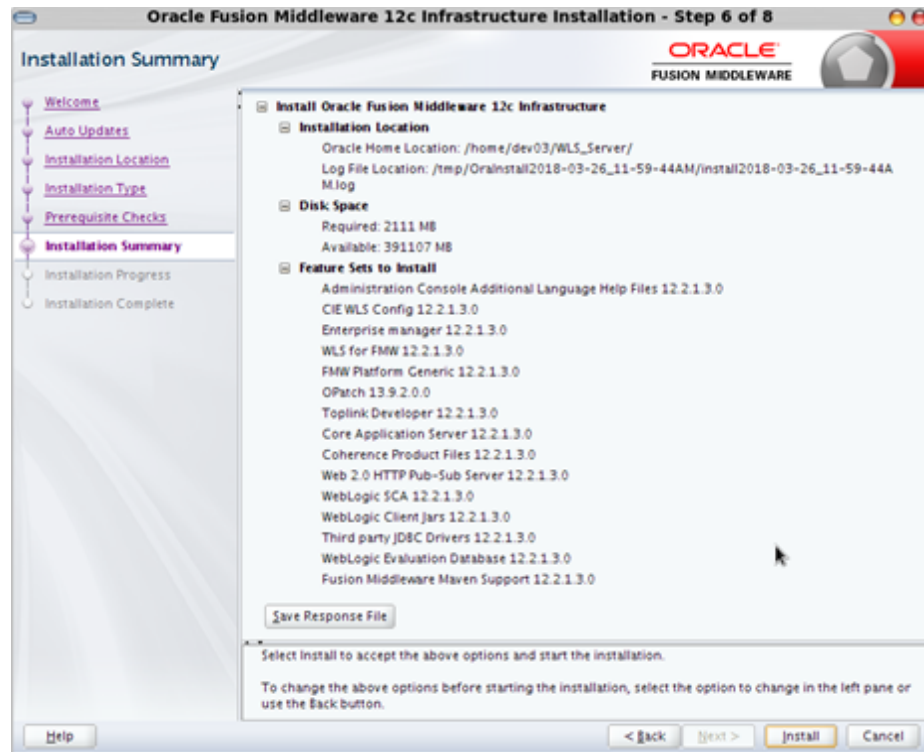 Oracle Fusion Middleware 12c Infrastructure Installation - Step 6 of 8
Installation Summary
ORACLE
FUSION MIDDLEWARE
Welcome
Auto Updates
Installation Location
Installation Type
Prerequisite Checks
Installation Summary
Installation Progress
Installation Complete
Install Oracle Fusion Middleware 12c Infrastructure
Installation Location
Oracle Home Location: /home/dev03/WLS_Server/
Log File Location: /tmp/OraInstall2018-03-26_11-59-44AM/install2018-03-26_11-59-44A
M.log
Disk Space
Required: 2111 MB
Available: 391107 MB
Feature Sets to Install
Administration Console Additional Language Help Files 12.2.1.3.0
CIE WLS Config 12.2.1.3.0
Enterprise manager 12.2.1.3.0
WLS for FMW 12.2.1.3.0
FMW Platform Generic 12.2.1.3.0
OPatch 13.9.2.0.0
Toplink Developer 12.2.1.3.0
Core Application Server 12.2.1.3.0
Coherence Product Files 12.2.1.3.0
Web 2.0 HTTP Pub-Sub Server 12.2.1.3.0
WebLogic SCA 12.2.1.3.0
WebLogic Client Jars 12.2.1.3.0
Third party JDBC Drivers 12.2.1.3.0
WebLogic Evaluation Database 12.2.1.3.0
Fusion Middleware Maven Support 12.2.1.3.0
Save Response File
Select Install to accept the above options and start the installation.
To change the above options before starting the installation, select the option to change in the left pane or
use the Back button.
Help
< Back
Next >
Install
Cancel